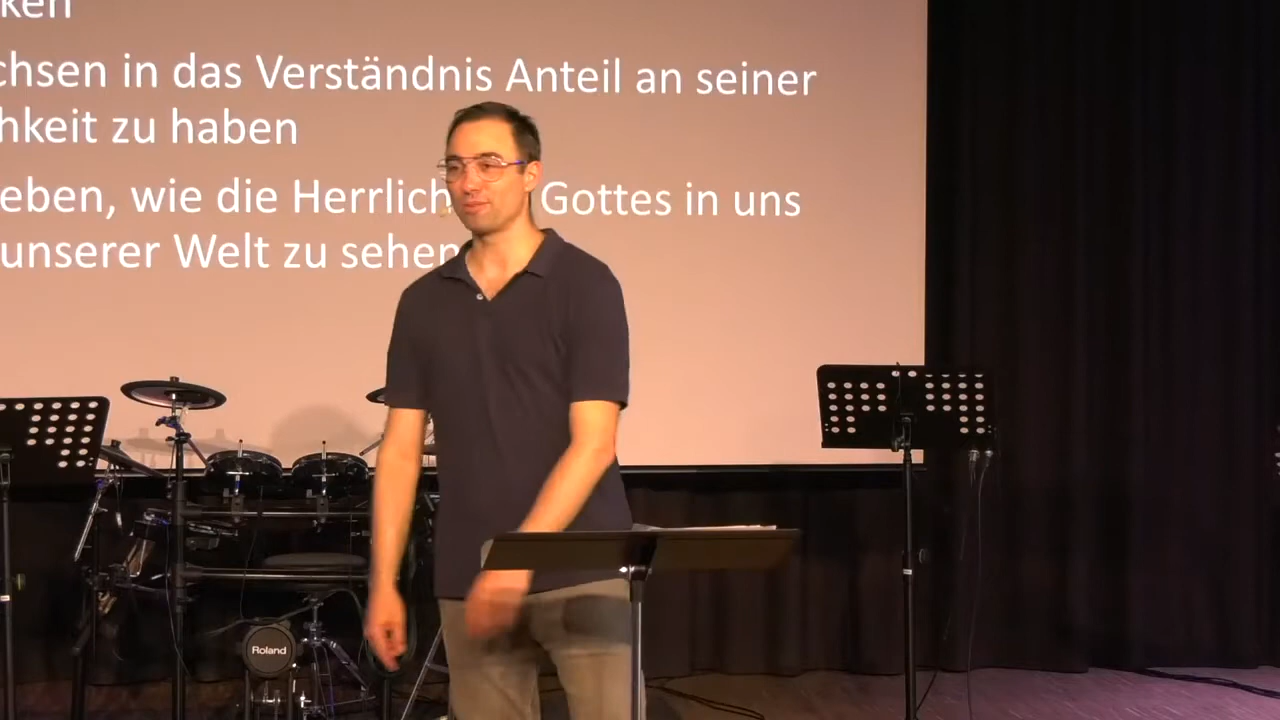 ken
chsen in das Verständnis Anteil an seiner
hkeit zu haben
eben, wie die Herrlich Gottes in uns
unserer Welt zu sehen
Roland